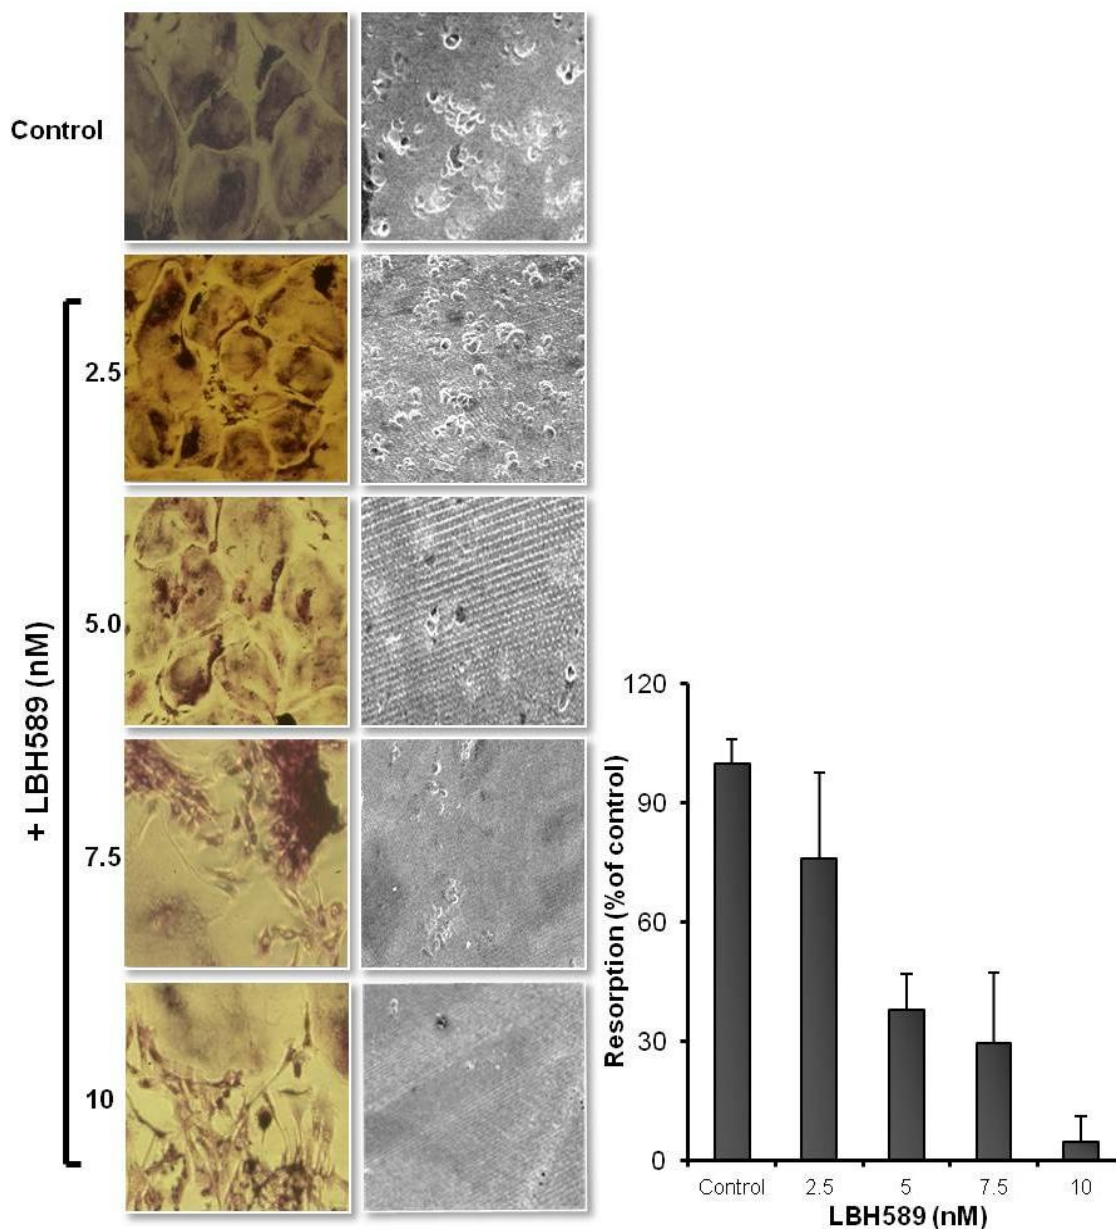 Control
+ LBH589 (nM)
2.5
5.0
7.5
10
Resorption (%of control)
120
90
60
30
0
Control 2.5 5 7.5 10
LBH589 (nM)